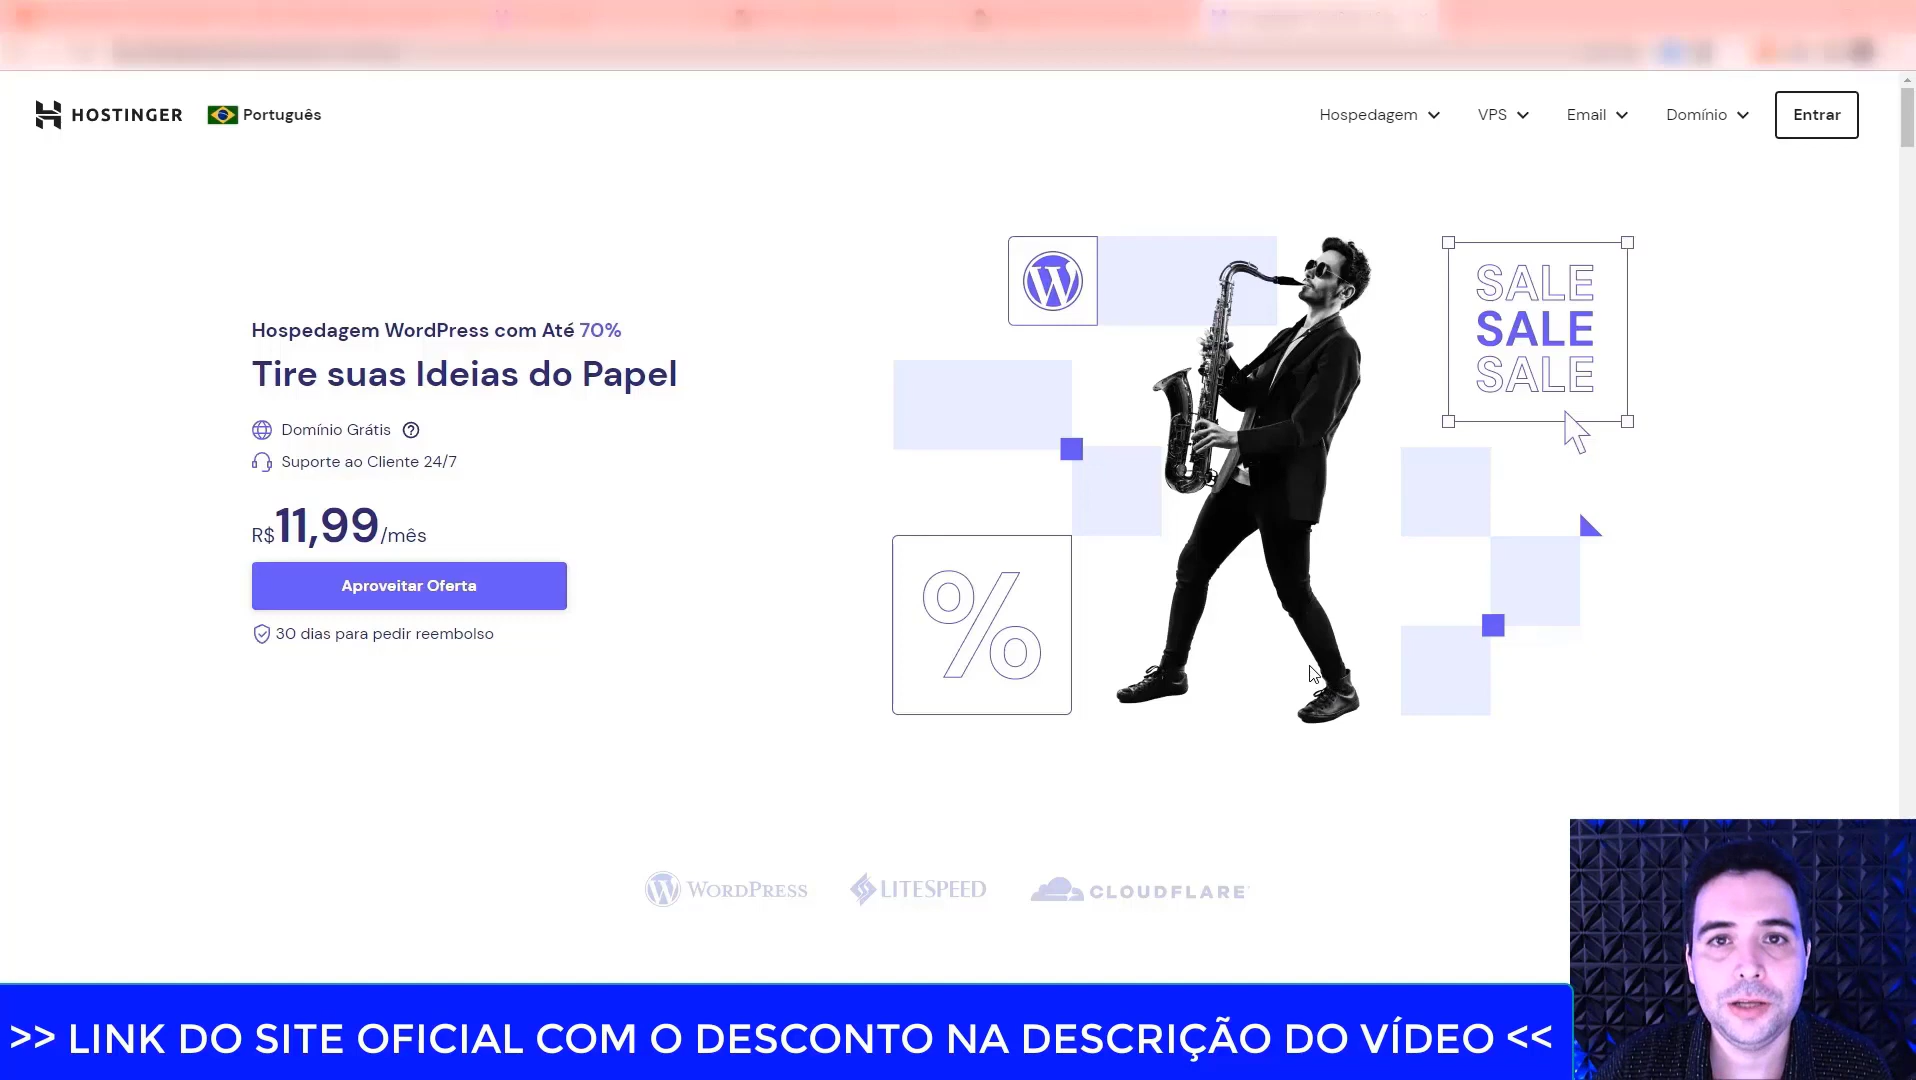 HOSTINGER
Português
Hospedagem
VPS
Email
Domínio
Entrar
Hospedagem WordPress com Até 70%
Tire suas Ideias do Papel
Domínio Grátis
Suporte ao Cliente 24/7
R$11,99/mês
Aproveitar Oferta
30 dias para pedir reembolso
W
SALE
SALE
SALE
%
WORDPRESS
LITESPEED
CLOUDFLARE
>> LINK DO SITE OFICIAL COM O DESCONTO NA DESCRIÇÃO DO VÍDEO <<